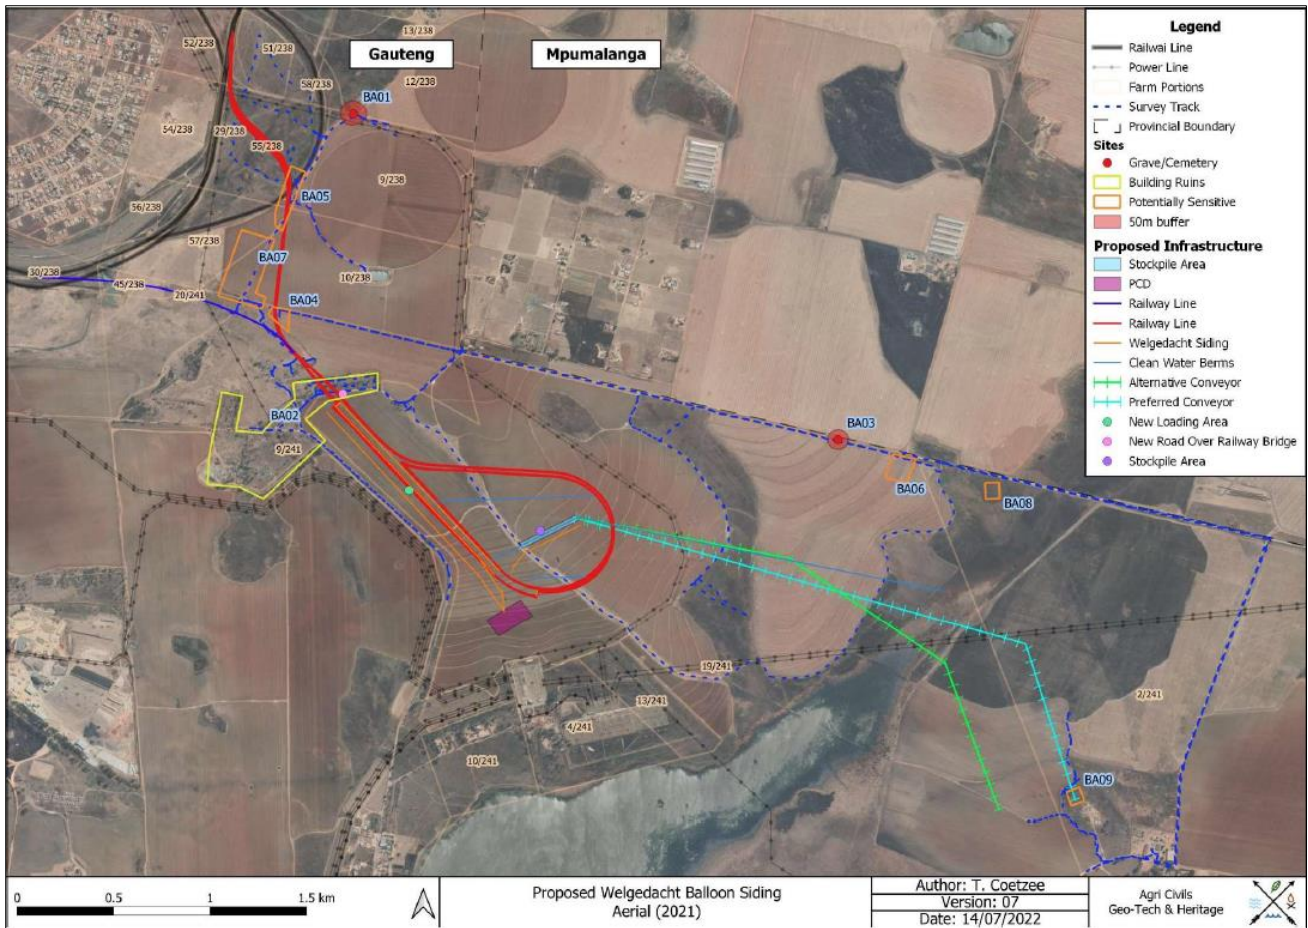 Gauteng
Mpumalanga
52/238
51/238
13/238
58/238
12/238
BA01
54/238
29/238
55/238
9/238
BA05
56/238
57/238
BA07
10/238
30/238
45/238
20/241
BA04
BA02
9/241
BA03
BA06
BA08
19/241
2/241
13/241
4/241
10/241
BA09
Legend
Railwai Line
Power Line
Farm Portions
Survey Track
Provincial Boundary
Sites
Grave/Cemetery
Building Ruins
Potentially Sensitive
50m buffer
Proposed Infrastructure
Stockpile Area
PCD
Railway Line
Railway Line
Welgedacht Siding
Clean Water Berms
Alternative Conveyor
Preferred Conveyor
New Loading Area
New Road Over Railway Bridge
Stockpile Area
0 0.5 1 1.5 km
Proposed Welgedacht Balloon Siding
Aerial (2021)
Author: T. Coetzee
Version: 07
Date: 14/07/2022
Agri Civils
Geo-Tech & Heritage